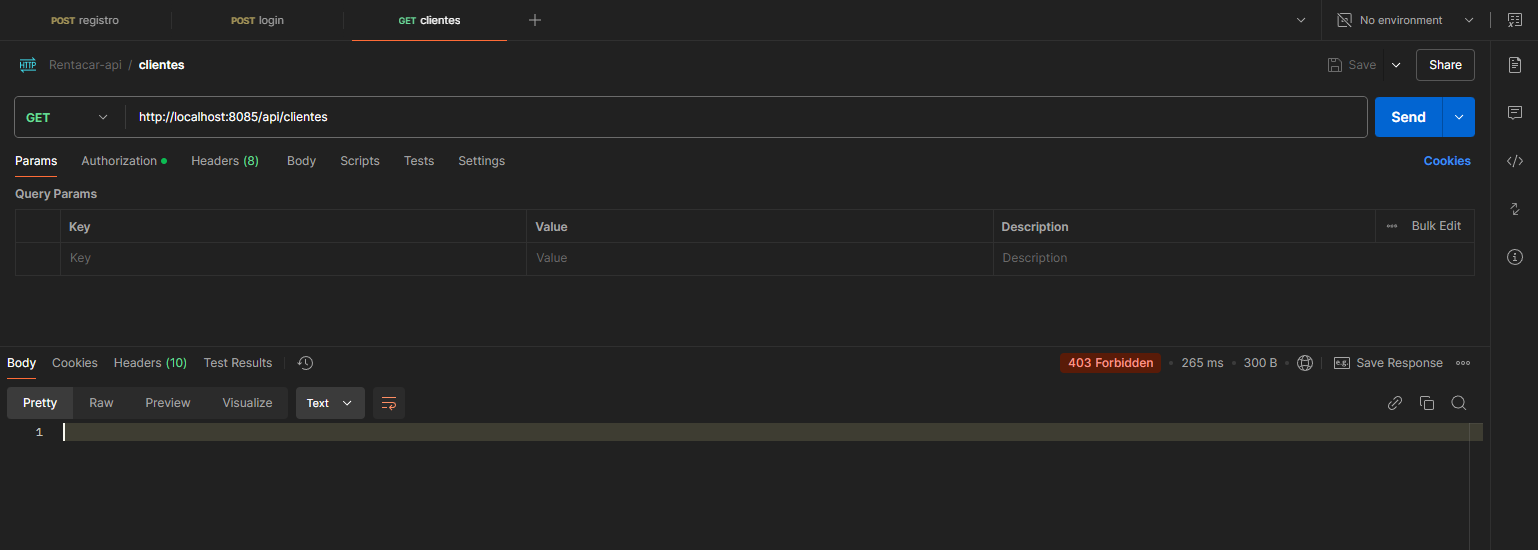 POST registro
POST login
GET clientes
No environment
HTTP
Rentacar-api / clientes
Save
Share
GET
http://localhost:8085/api/clientes
Send
Params
Authorization
Headers (8)
Body
Scripts
Tests
Settings
Cookies
Query Params
Key
Value
Description
Bulk Edit
Key
Value
Description
Body
Cookies
Headers (10)
Test Results
403 Forbidden
265 ms
300 B
e.g.
Save Response
Pretty
Raw
Preview
Visualize
Text
1